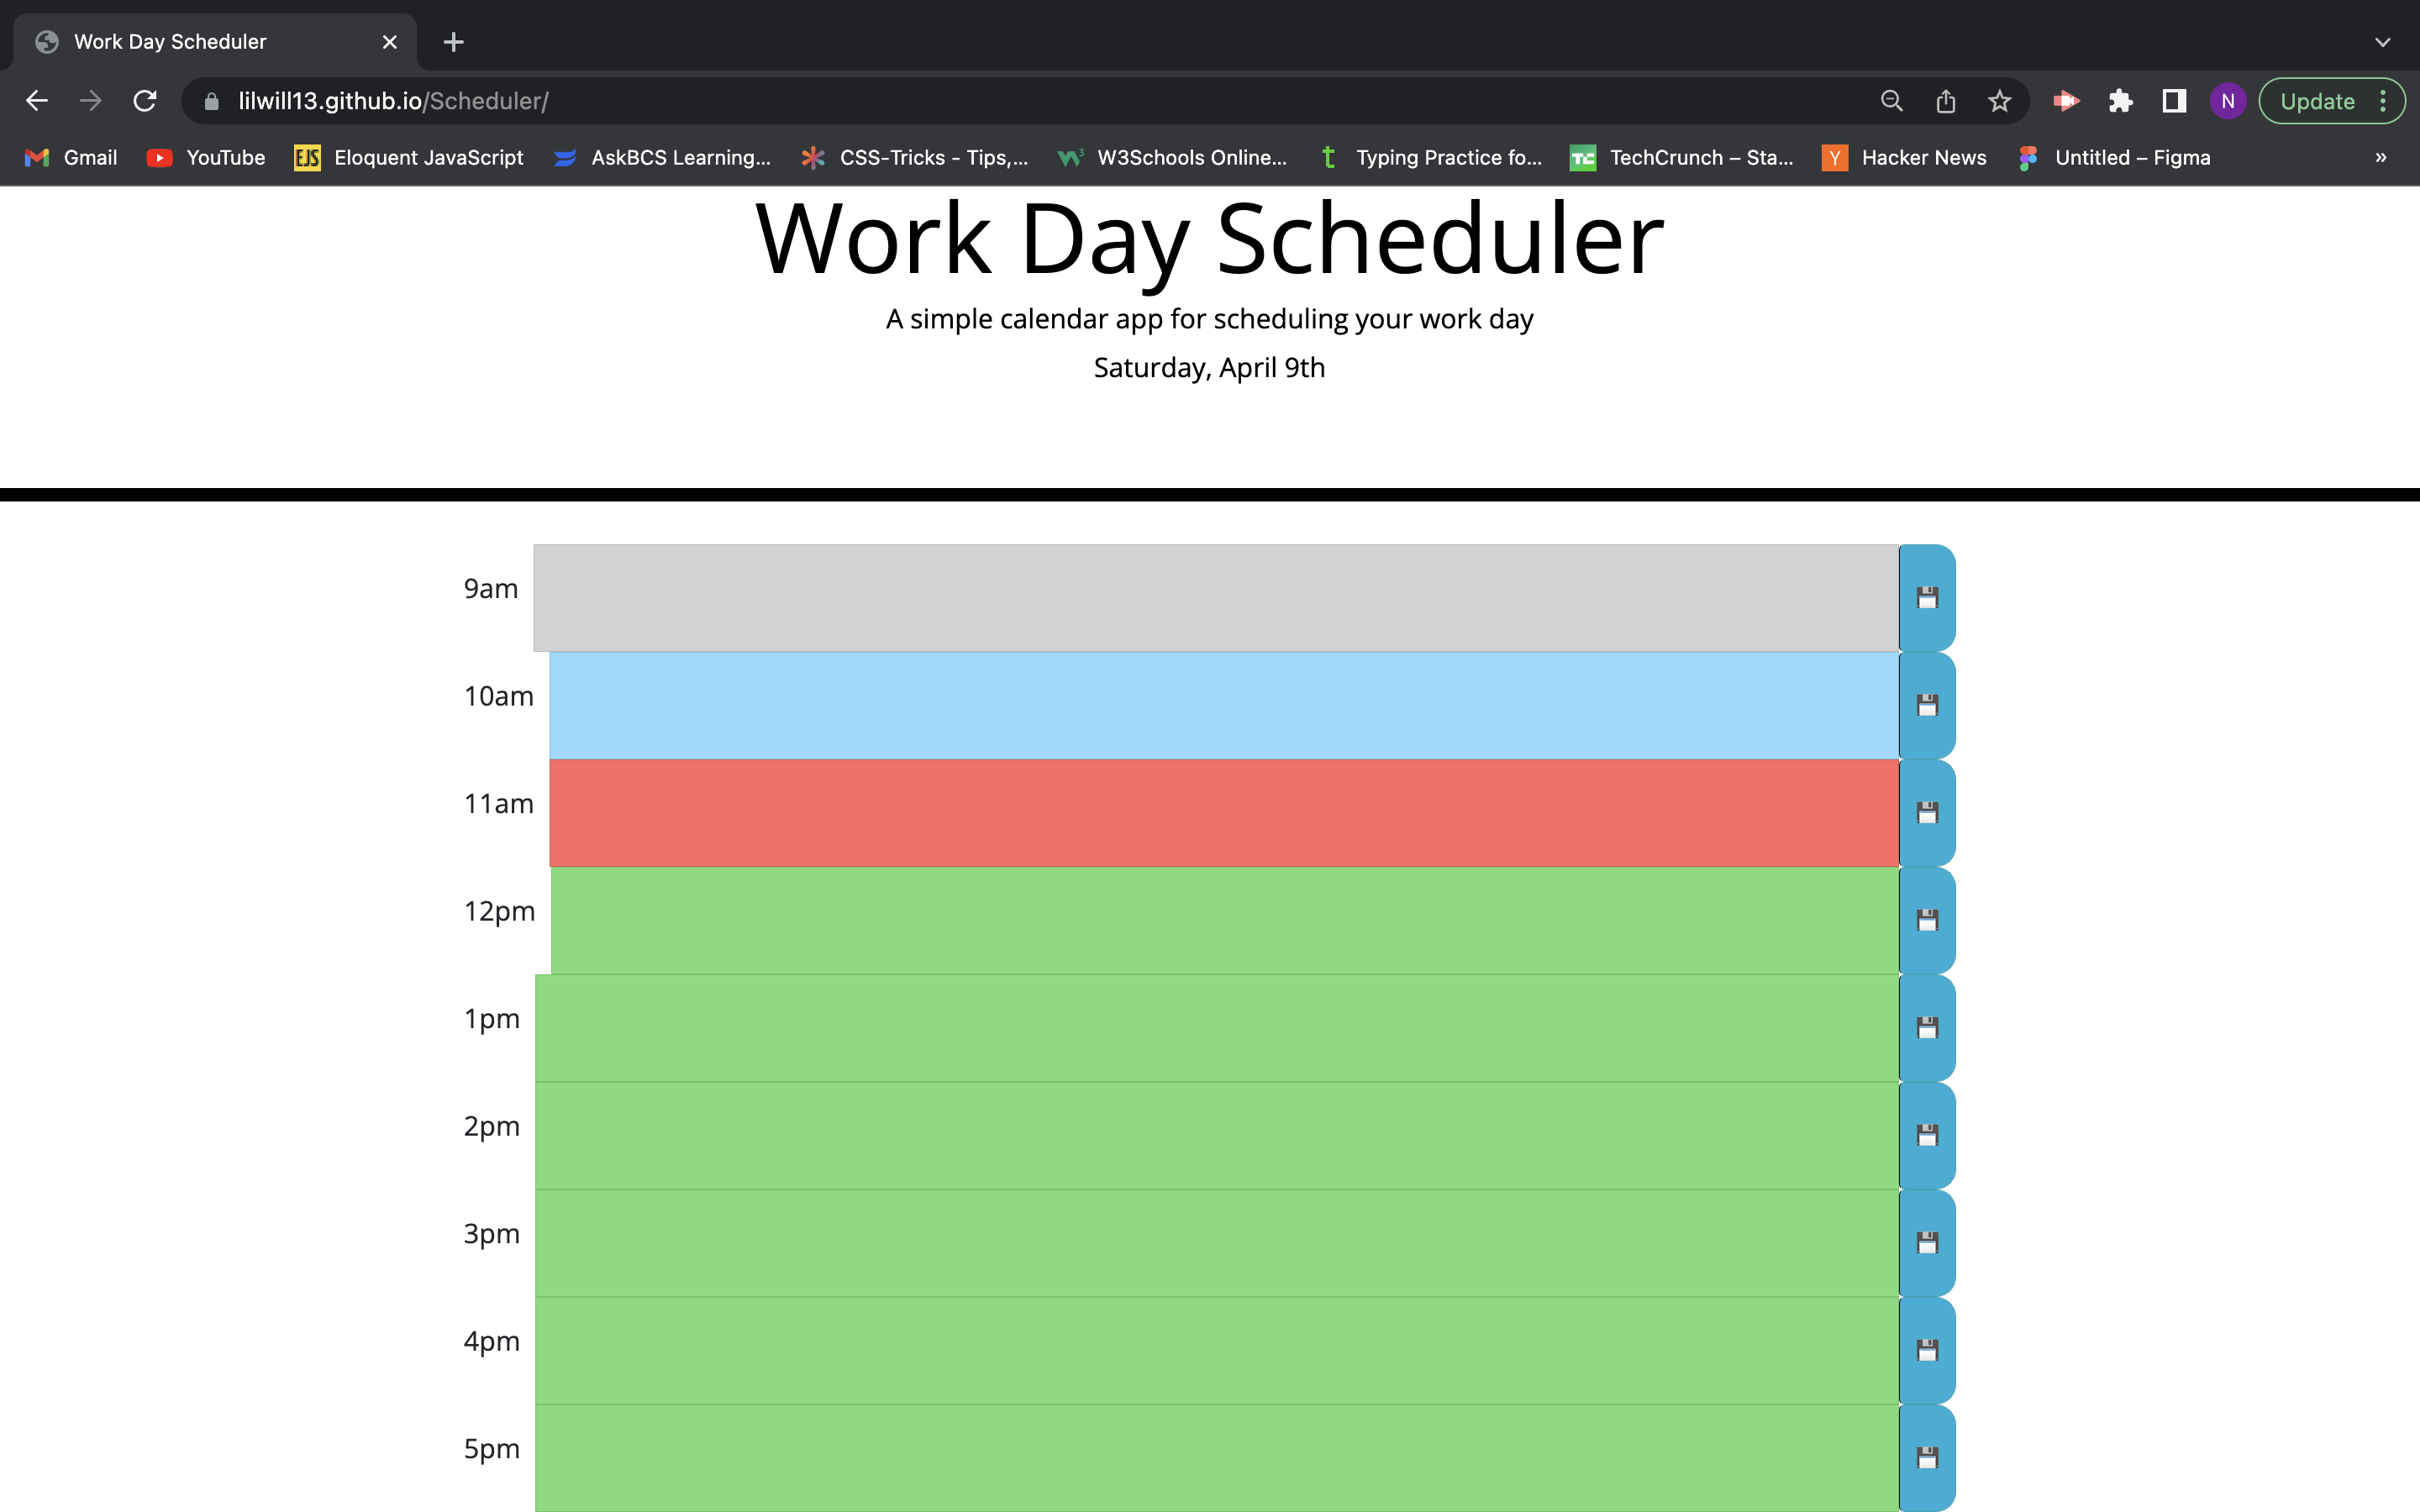 Work Day Scheduler
lilwill13.github.io/Scheduler/
N
Update
Gmail
YouTube
EJS
Eloquent JavaScript
AskBCS Learning...
CSS-Tricks - Tips,...
W3Schools Online...
t
Typing Practice fo...
TC
TechCrunch – Sta...
Y
Hacker News
Untitled – Figma
»
Work Day Scheduler
A simple calendar app for scheduling your work day
Saturday, April 9th
9am
10am
11am
12pm
1pm
2pm
3pm
4pm
5pm